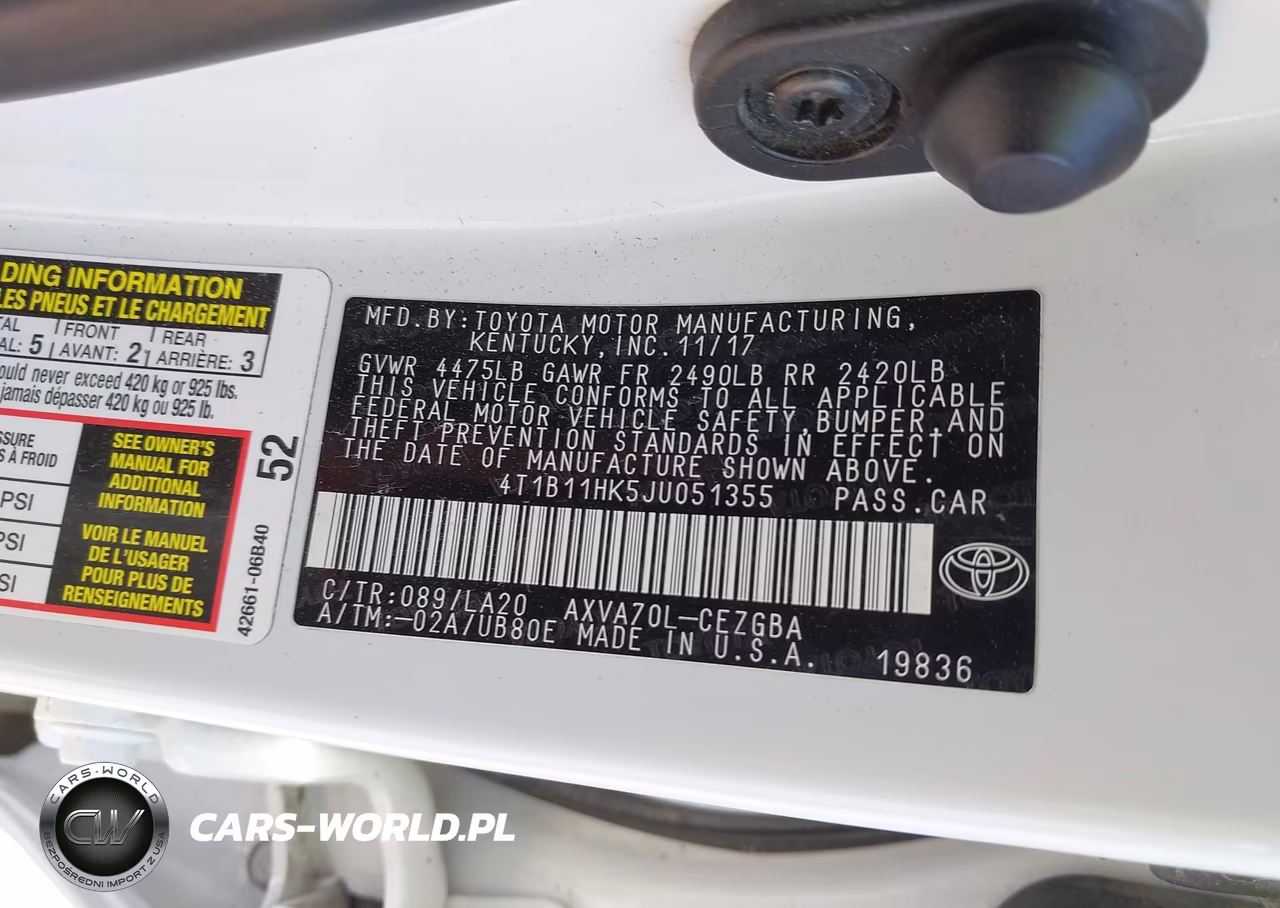 DING INFORMATION
LES PNEUS ET LE CHARGEMENT
TAL FRONT REAR
AL: 5 AVANT: 2 ARRIÈRE: 3
ould never exceed 420 kg or 925 lbs.
jamais dépasser 420 kg ou 925 lb.
SSURE
S À FROID
PSI
PSI
SI
SEE OWNER'S
MANUAL FOR
ADDITIONAL
INFORMATION
VOIR LE MANUEL
DE L'USAGER
POUR PLUS DE
RENSEIGNEMENTS
52
42661-06B40
MFD.BY:TOYOTA MOTOR MANUFACTURING,
KENTUCKY, INC. 11/17
GVWR 4475LB GAWR FR 2490LB RR 2420LB
THIS VEHICLE CONFORMS TO ALL APPLICABLE
FEDERAL MOTOR VEHICLE SAFETY,BUMPER,AND
THEFT PREVENTION STANDARDS IN EFFECT ON
THE DATE OF MANUFACTURE SHOWN ABOVE.
4T1B11HK5JU051355 PASS.CAR
C/TR:089/LA20 AXVA70L-CEZGBA
A/TM:-02A/UB80E MADE IN U.S.A.
19836
CARS-WORLD
CW
BEZPOŚREDNI IMPORT Z USA
CARS-WORLD.PL